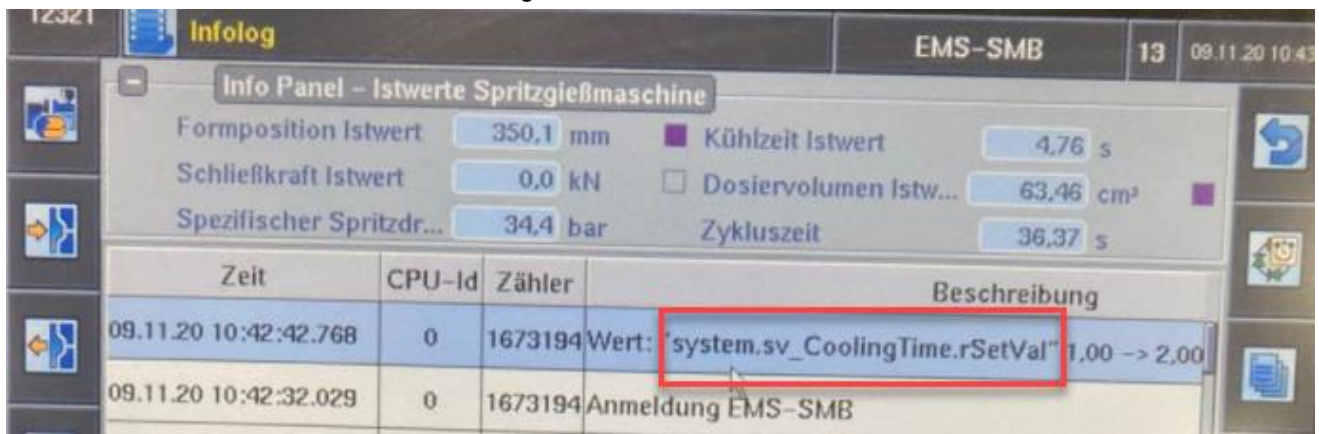 12321 Infolog EMS-SMB 13 09.11.20 10:43
Info Panel – Istwerte Spritzgießmaschine
Formposition Istwert 350,1 mm Kühlzeit Istwert 4,76 s
Schließkraft Istwert 0,0 kN Dosiervolumen Istw... 63,46 cm³
Spezifischer Spritzdr... 34,4 bar Zykluszeit 36,37 s
Zeit CPU-Id Zähler Beschreibung
09.11.20 10:42:42.768 0 1673194 Wert: "system.sv_CoolingTime.rSetVal" 1,00 -> 2,00
09.11.20 10:42:32.029 0 1673194 Anmeldung EMS-SMB